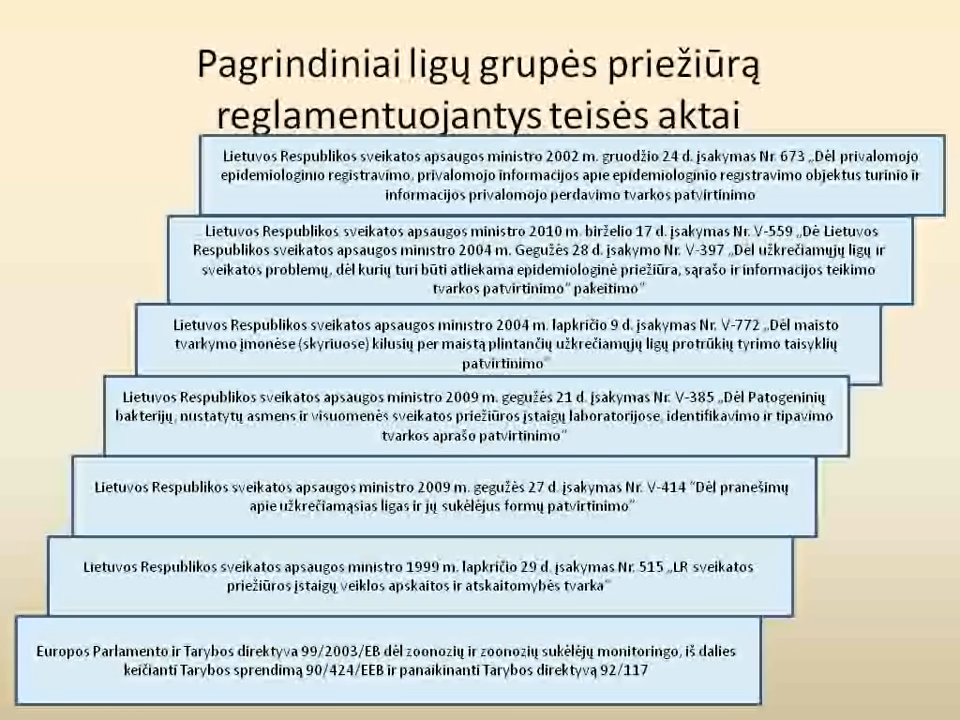 Pagrindiniai ligų grupės priežiūrą
reglamentuojantys teisės aktai
Lietuvos Respublikos sveikatos apsaugos ministro 2002 m. gruodžio 24 d. įsakymas Nr. 673 „Dėl privalomojo
epidemiologinio registravimo, privalomojo informacijos apie epidemiologinio registravimo objektus turinio ir
informacijos privalomojo perdavimo tvarkos patvirtinimo
Lietuvos Respublikos sveikatos apsaugos ministro 2010 m. birželio 17 d. įsakymas Nr. V-559 „Dė Lietuvos
Respublikos sveikatos apsaugos ministro 2004 m. Gegužės 28 d. įsakymo Nr. V-397 „Dėl užkrečiamųjų ligų ir
sveikatos problemų, dėl kurių turi būti atliekama epidemiologinė priežiūra, sąrašo ir informacijos teikimo
tvarkos patvirtinimo“ pakeitimo“
Lietuvos Respublikos sveikatos apsaugos ministro 2004 m. lapkričio 9 d. įsakymas Nr. V-772 „Dėl maisto
tvarkymo įmonėse (skyriuose) kilusių per maistą plintančių užkrečiamųjų ligų protrūkių tyrimo taisyklių
patvirtinimo“
Lietuvos Respublikos sveikatos apsaugos ministro 2009 m. gegužės 21 d. įsakymas Nr. V-385 „Dėl Patogeninių
bakterijų, nustatytų asmens ir visuomenės sveikatos priežiūros įstaigų laboratorijose, identifikavimo ir tipavimo
tvarkos aprašo patvirtinimo“
Lietuvos Respublikos sveikatos apsaugos ministro 2009 m. gegužės 27 d. įsakymas Nr. V-414 “Dėl pranešimų
apie užkrečiamąsias ligas ir jų sukėlėjus formų patvirtinimo“
Lietuvos Respublikos sveikatos apsaugos ministro 1999 m. lapkričio 29 d. įsakymas Nr. 515 „LR sveikatos
priežiūros įstaigų veiklos apskaitos ir atskaitomybės tvarka“
Europos Parlamento ir Tarybos direktyva 99/2003/EB dėl zoonozių ir zoonozių sukėlėjų monitoringo, iš dalies
keičianti Tarybos sprendimą 90/424/EEB ir panaikinanti Tarybos direktyvą 92/117